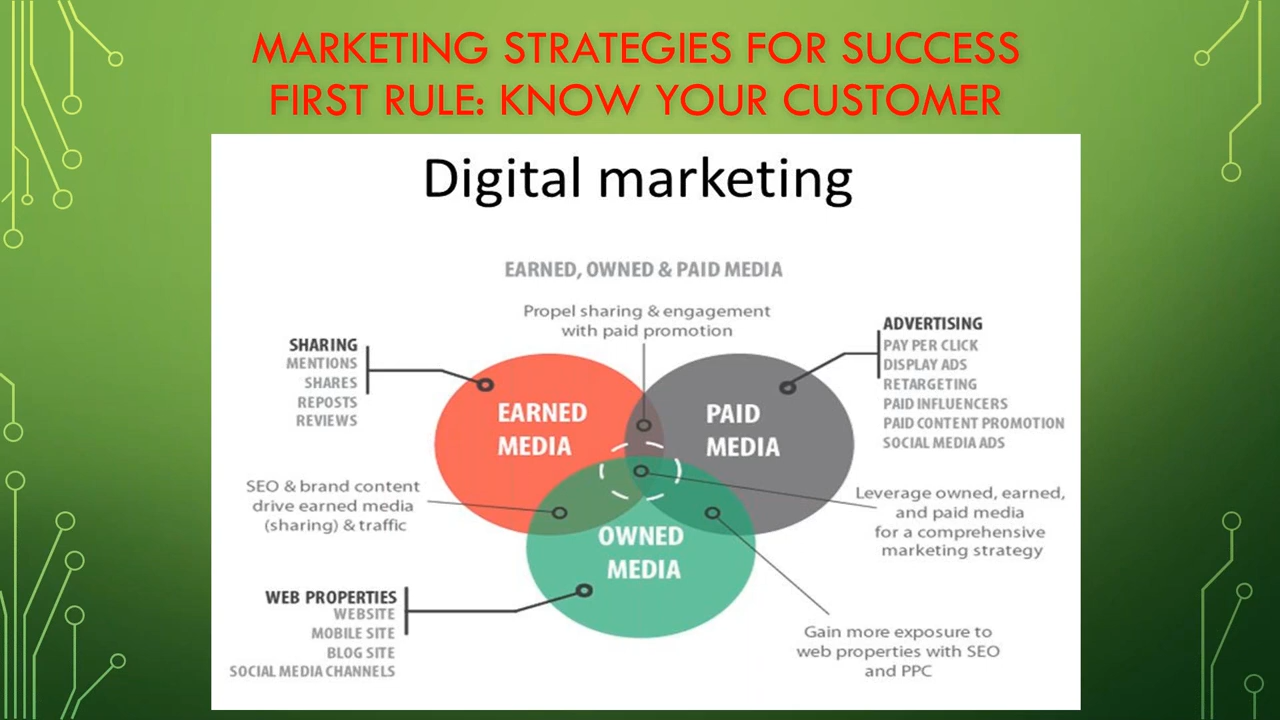 MARKETING STRATEGIES FOR SUCCESS
FIRST RULE: KNOW YOUR CUSTOMER
Digital marketing
EARNED, OWNED & PAID MEDIA
Propel sharing & engagement
with paid promotion
SHARING
MENTIONS
SHARES
REPOSTS
REVIEWS
ADVERTISING
PAY PER CLICK
DISPLAY ADS
RETARGETING
PAID INFLUENCERS
PAID CONTENT PROMOTION
SOCIAL MEDIA ADS
EARNED
MEDIA
PAID
MEDIA
SEO & brand content
drive earned media
(sharing) & traffic
Leverage owned, earned,
and paid media
for a comprehensive
marketing strategy
OWNED
MEDIA
WEB PROPERTIES
WEBSITE
MOBILE SITE
BLOG SITE
SOCIAL MEDIA CHANNELS
Gain more exposure to
web properties with SEO
and PPC